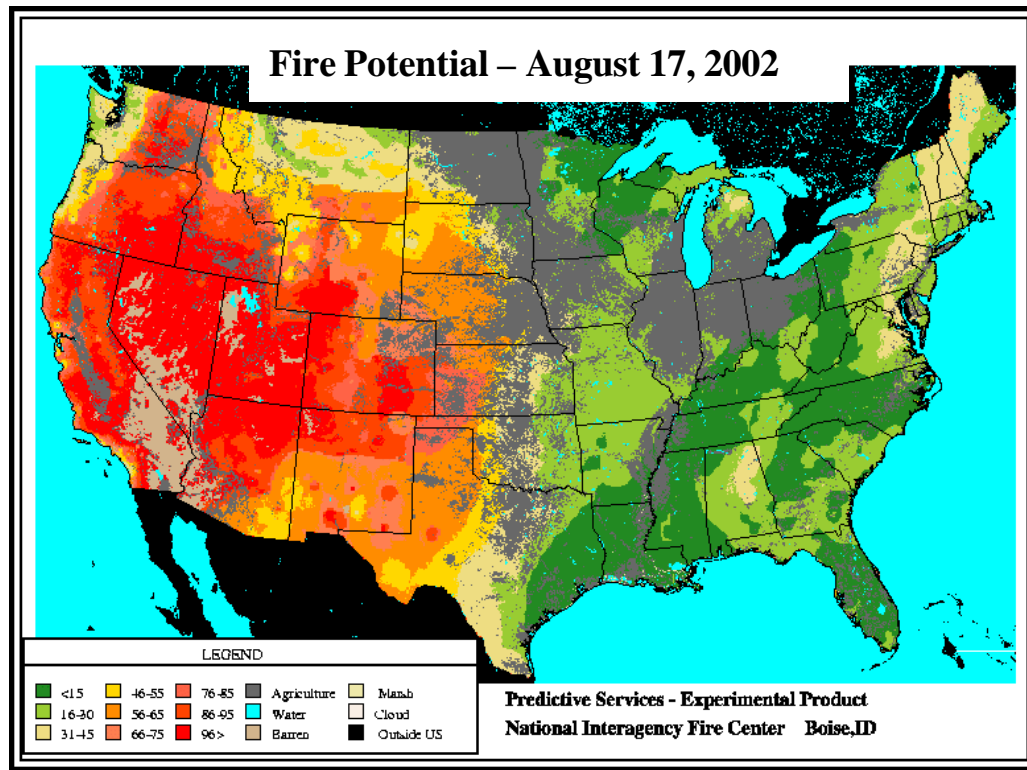 Fire Potential – August 17, 2002
LEGEND
<15 46-55 76-85 Agriculture Marsh
16-30 56-65 86-95 Water Cloud
31-45 66-75 96> Barren Outside US
Predictive Services - Experimental Product
National Interagency Fire Center Boise,ID